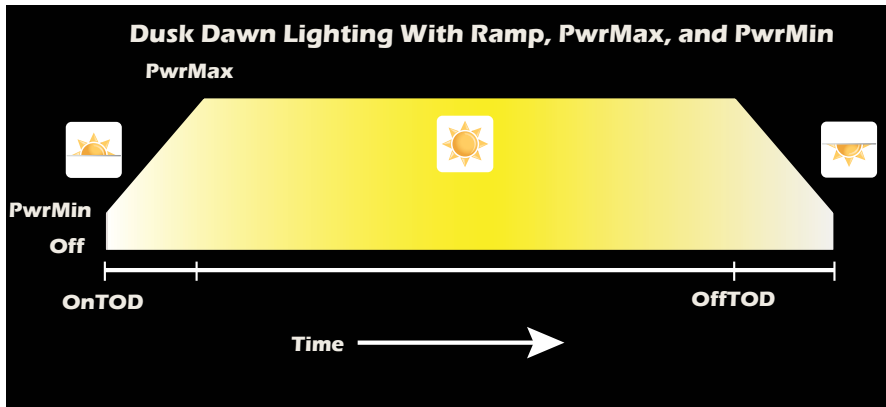 Dusk Dawn Lighting With Ramp, PwrMax, and PwrMin
PwrMax
PwrMin
Off
OnTOD
OffTOD
Time